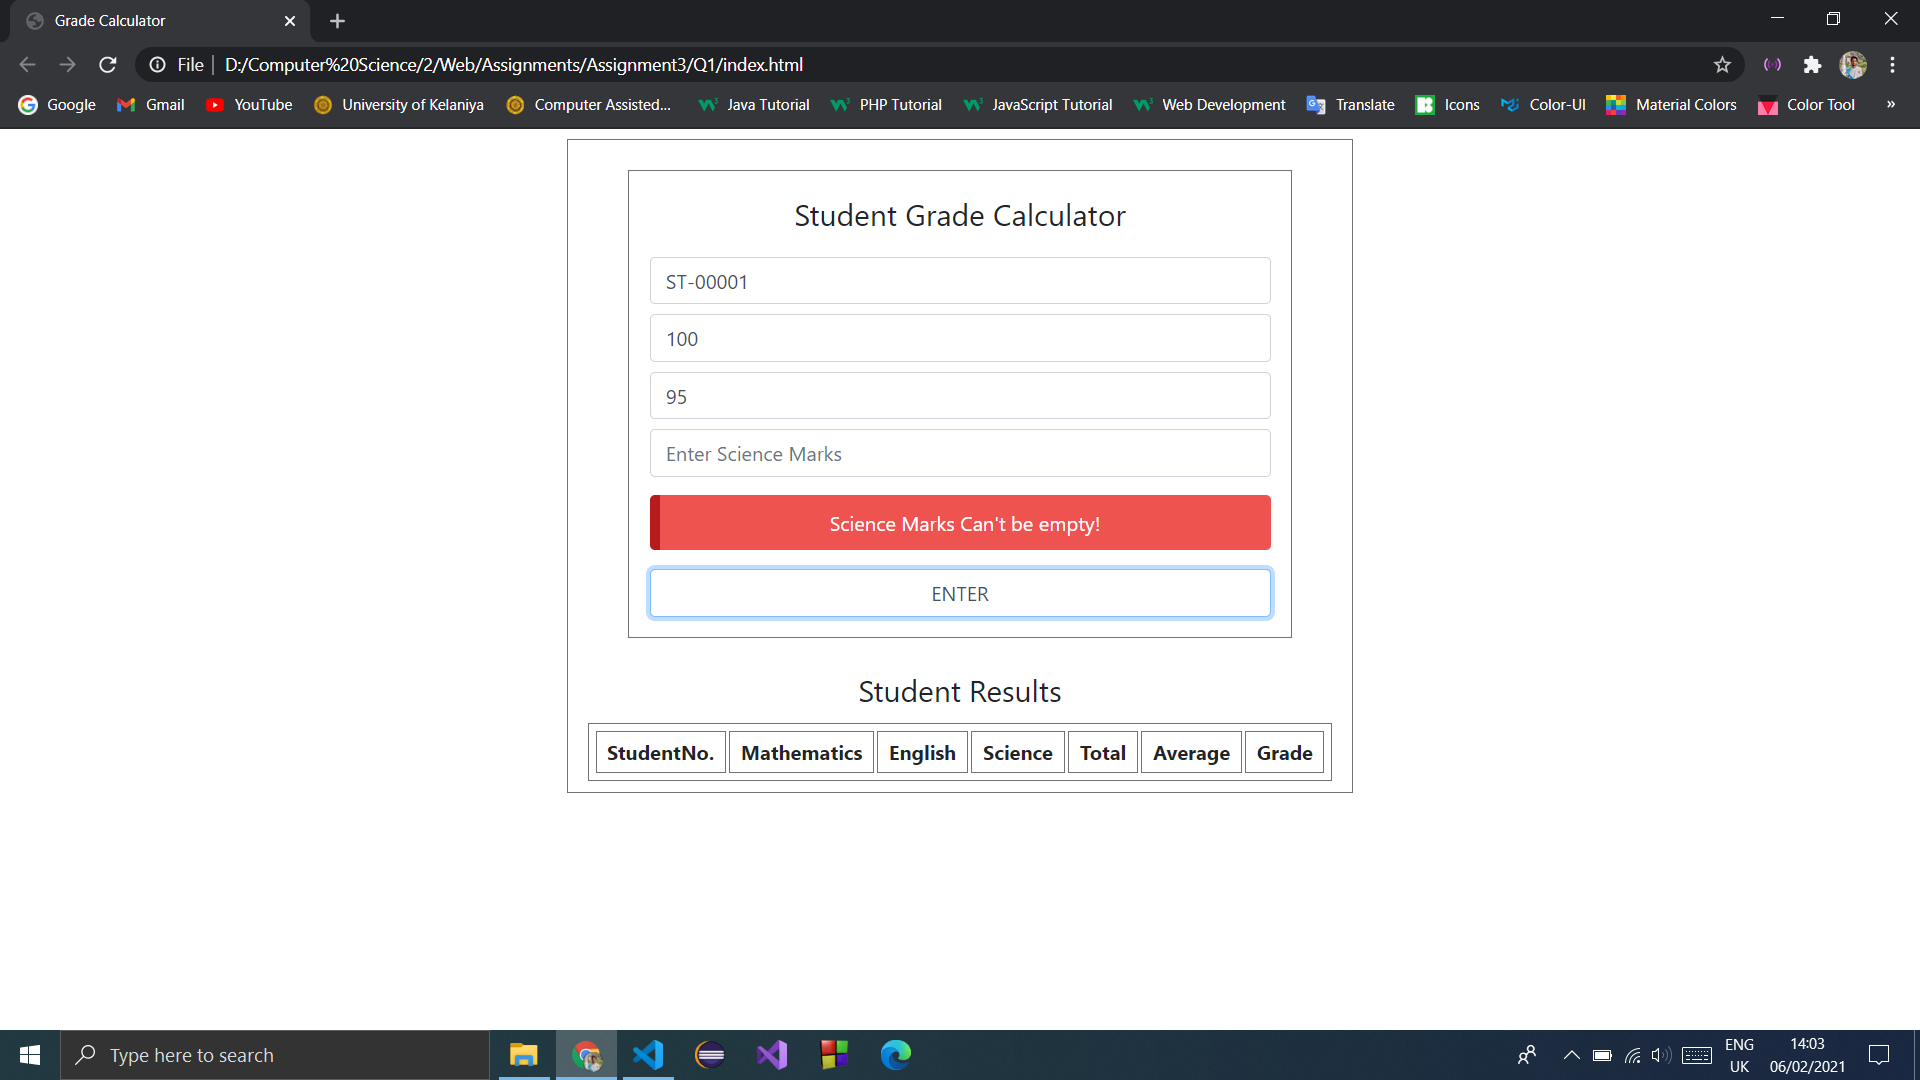 Grade Calculator
File
D:/Computer%20Science/2/Web/Assignments/Assignment3/Q1/index.html
Google Gmail YouTube University of Kelaniya Computer Assisted... Java Tutorial PHP Tutorial JavaScript Tutorial Web Development Translate Icons Color-UI Material Colors Color Tool »
Student Grade Calculator
ST-00001
100
95
Enter Science Marks
Science Marks Can't be empty!
ENTER
Student Results
StudentNo. Mathematics English Science Total Average Grade
Type here to search
ENG
UK
14:03
06/02/2021